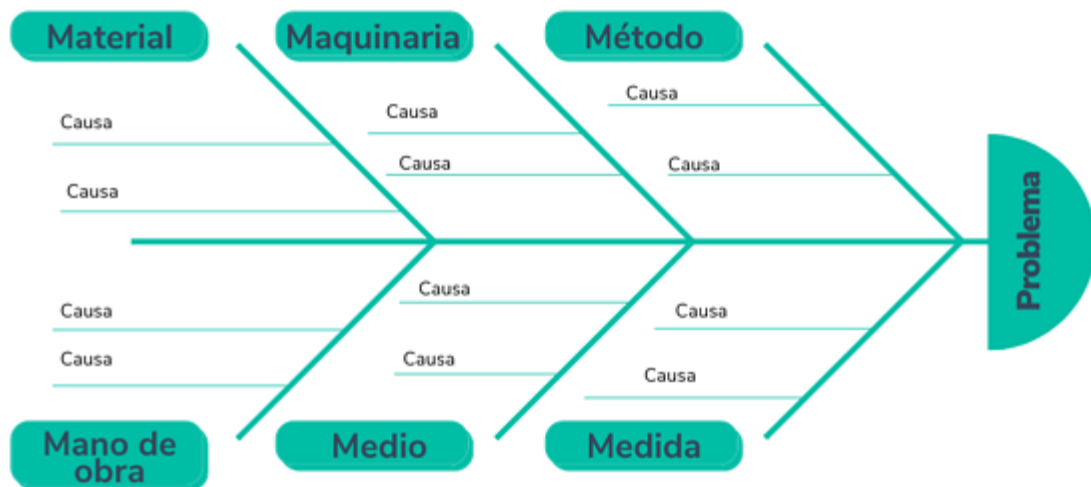 Material
Maquinaria
Método
Causa
Causa
Causa
Causa
Causa
Causa
Problema
Causa
Causa
Causa
Causa
Causa
Causa
Mano de
obra
Medio
Medida